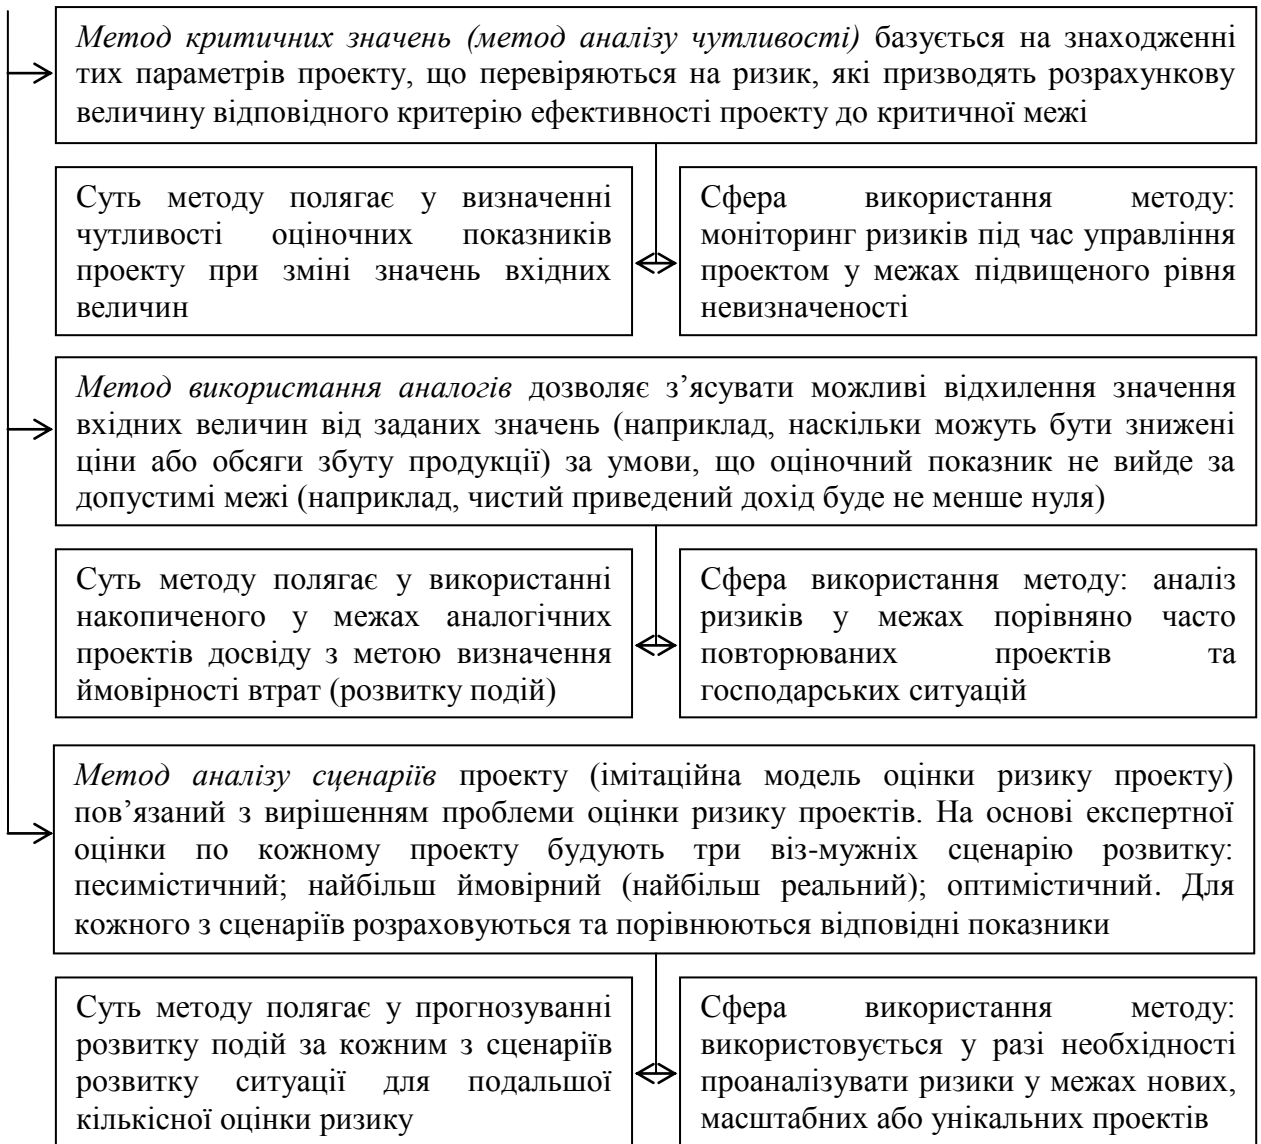 Метод критичних значень (метод аналізу чутливості) базується на знаходженні
тих параметрів проекту, що перевіряються на ризик, які призводять розрахункову
величину відповідного критерію ефективності проекту до критичної межі
Суть методу полягає у визначенні
чутливості оціночних показників
проекту при зміні значень вхідних
величин
Сфера використання методу:
моніторинг ризиків під час управління
проектом у межах підвищеного рівня
невизначеності
Метод використання аналогів дозволяє з’ясувати можливі відхилення значення
вхідних величин від заданих значень (наприклад, наскільки можуть бути знижені
ціни або обсяги збуту продукції) за умови, що оціночний показник не вийде за
допустимі межі (наприклад, чистий приведений дохід буде не менше нуля)
Суть методу полягає у використанні
накопиченого у межах аналогічних
проектів досвіду з метою визначення
ймовірності втрат (розвитку подій)
Сфера використання методу: аналіз
ризиків у межах порівняно часто
повторюваних проектів та
господарських ситуацій
Метод аналізу сценаріїв проекту (імітаційна модель оцінки ризику проекту)
пов’язаний з вирішенням проблеми оцінки ризику проектів. На основі експертної
оцінки по кожному проекту будують три віз-мужніх сценарію розвитку:
песимістичний; найбільш ймовірний (найбільш реальний); оптимістичний. Для
кожного з сценаріїв розраховуються та порівнюються відповідні показники
Суть методу полягає у прогнозуванні
розвитку подій за кожним з сценаріїв
розвитку ситуації для подальшої
кількісної оцінки ризику
Сфера використання методу:
використовується у разі необхідності
проаналізувати ризики у межах нових,
масштабних або унікальних проектів